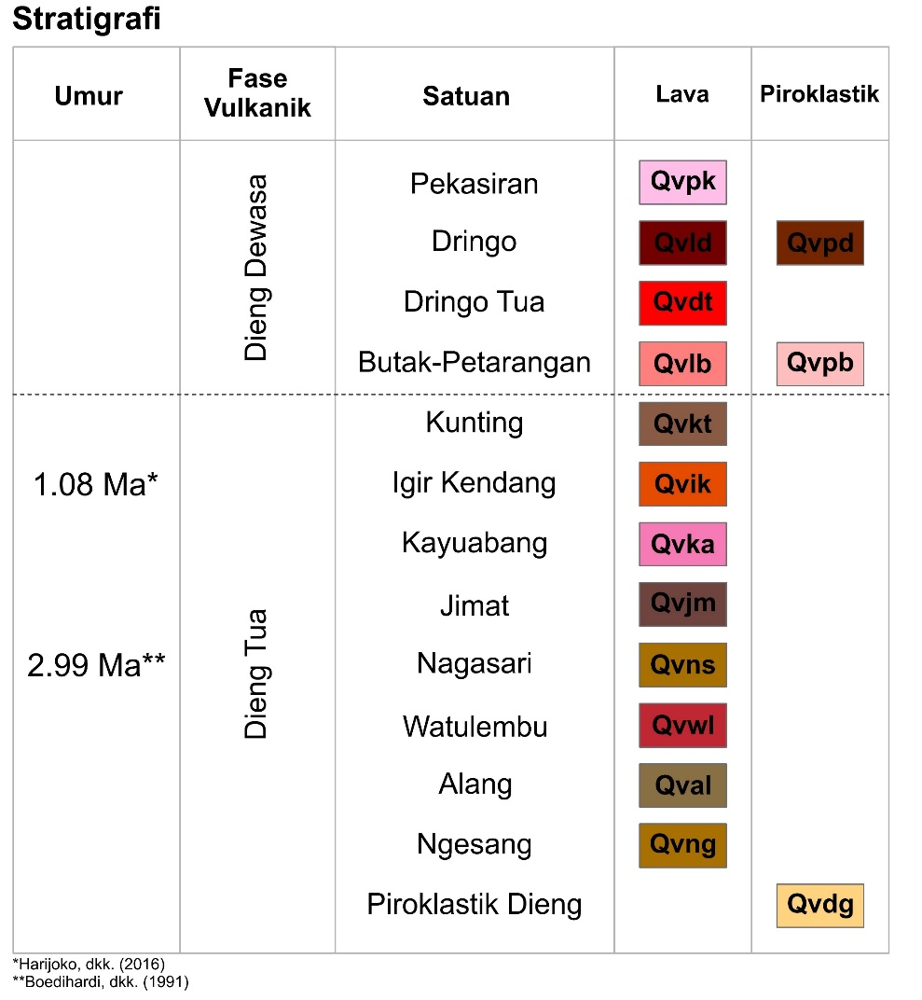 Stratigrafi
Umur
Fase
Vulkanik
Satuan
Lava
Piroklastik
Dieng Dewasa
Pekasiran
Qvpk
Dringo
Qvld
Qvpd
Dringo Tua
Qvdt
Butak-Petarangan
Qvlb
Qvpb
Dieng Tua
Kunting
Qvkt
1.08 Ma*
Igir Kendang
Qvik
Kayuabang
Qvka
Jimat
Qvjm
2.99 Ma**
Nagasari
Qvns
Watulembu
Qvwl
Alang
Qval
Ngesang
Qvng
Piroklastik Dieng
Qvdg
*Harijoko, dkk. (2016)
**Boedihardi, dkk. (1991)